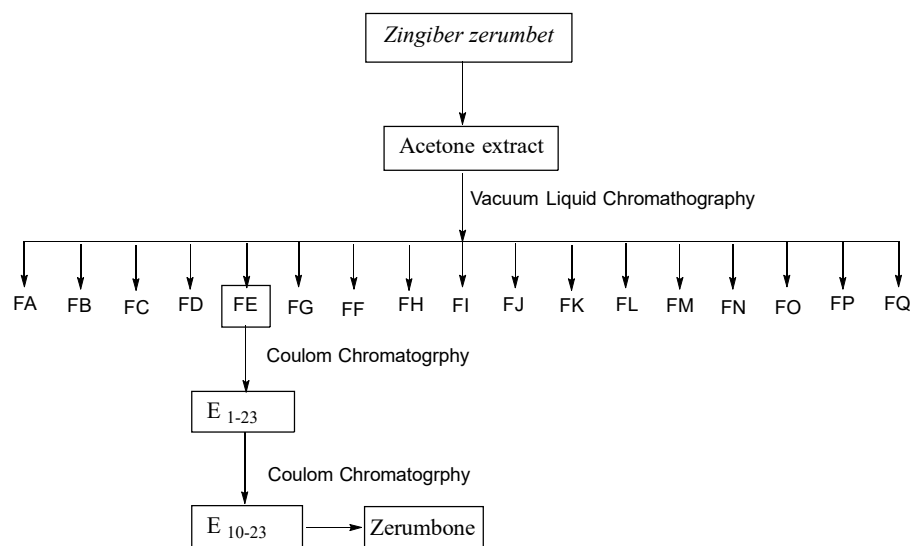 Zingiber zerumbet
Acetone extract
Vacuum Liquid Chromathography
FA FB FC FD FE FG FF FH FI FJ FK FL FM FN FO FP FQ
Coulom Chromatogrphy
E 1-23
Coulom Chromatogrphy
E 10-23 Zerumbone